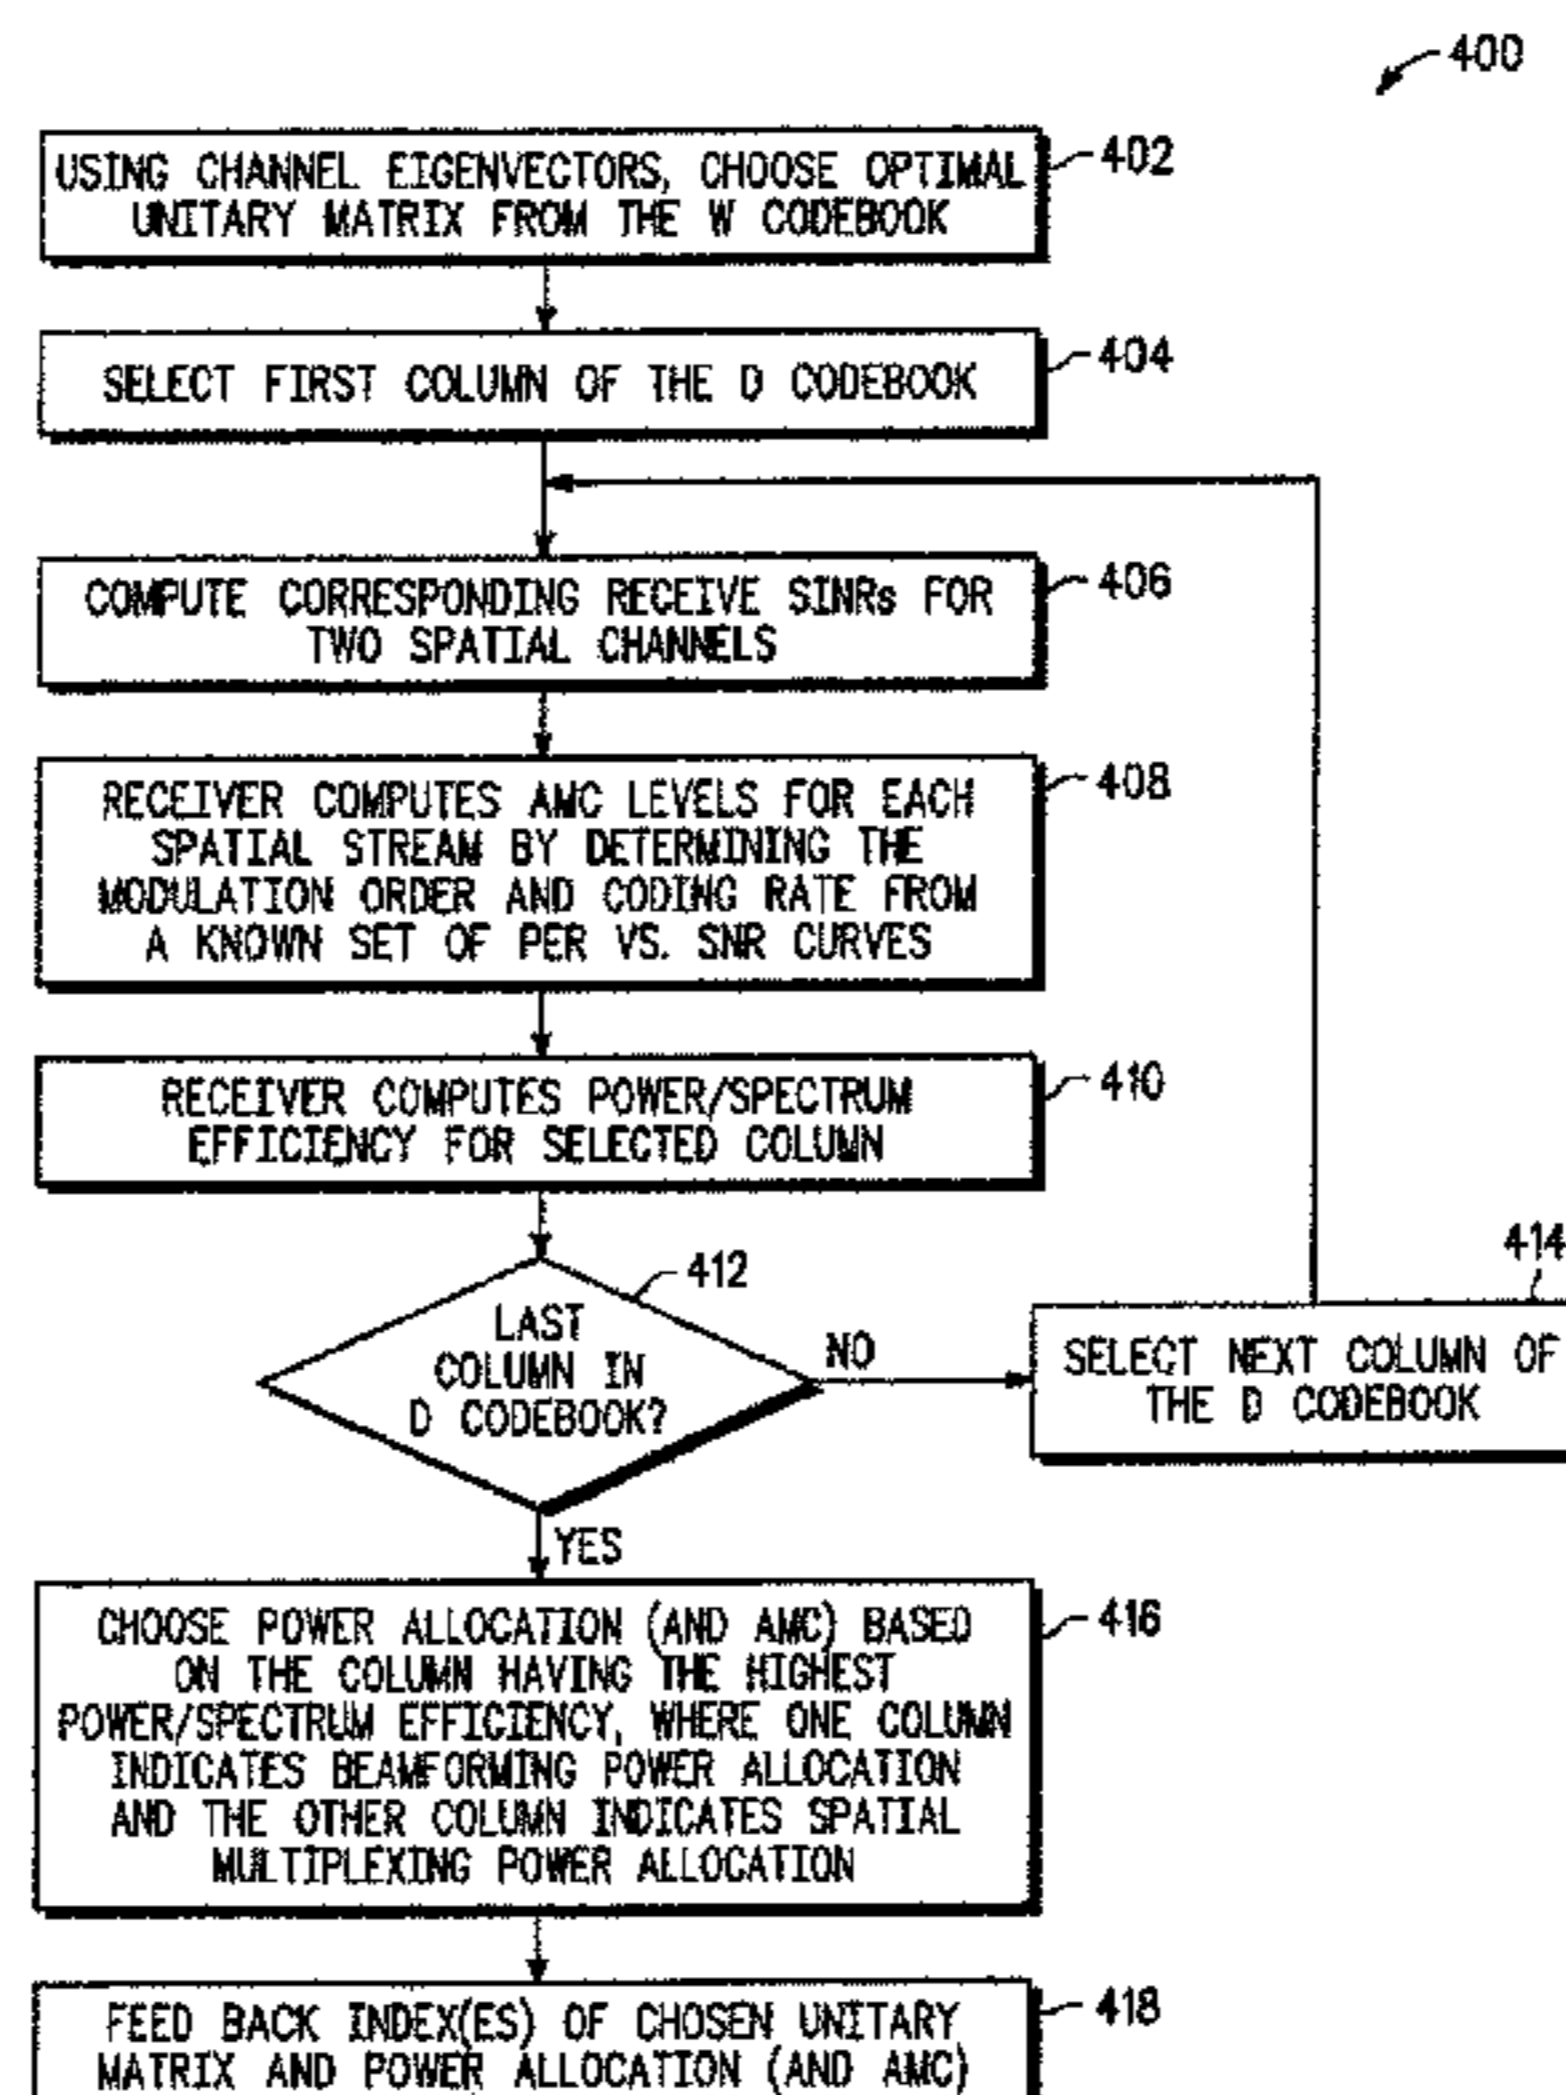 400
USING CHANNEL EIGENVECTORS, CHOOSE OPTIMAL
UNITARY MATRIX FROM THE W CODEBOOK
402
SELECT FIRST COLUMN OF THE D CODEBOOK
404
COMPUTE CORRESPONDING RECEIVE SINRs FOR
TWO SPATIAL CHANNELS
406
RECEIVER COMPUTES AMC LEVELS FOR EACH
SPATIAL STREAM BY DETERMINING THE
MODULATION ORDER AND CODING RATE FROM
A KNOWN SET OF PER VS. SNR CURVES
408
RECEIVER COMPUTES POWER/SPECTRUM
EFFICIENCY FOR SELECTED COLUMN
410
LAST
COLUMN IN
D CODEBOOK?
412
NO
SELECT NEXT COLUMN OF
THE D CODEBOOK
414
YES
CHOOSE POWER ALLOCATION (AND AMC) BASED
ON THE COLUMN HAVING THE HIGHEST
POWER/SPECTRUM EFFICIENCY, WHERE ONE COLUMN
INDICATES BEAMFORMING POWER ALLOCATION
AND THE OTHER COLUMN INDICATES SPATIAL
MULTIPLEXING POWER ALLOCATION
416
FEED BACK INDEX(ES) OF CHOSEN UNITARY
MATRIX AND POWER ALLOCATION (AND AMC)
418